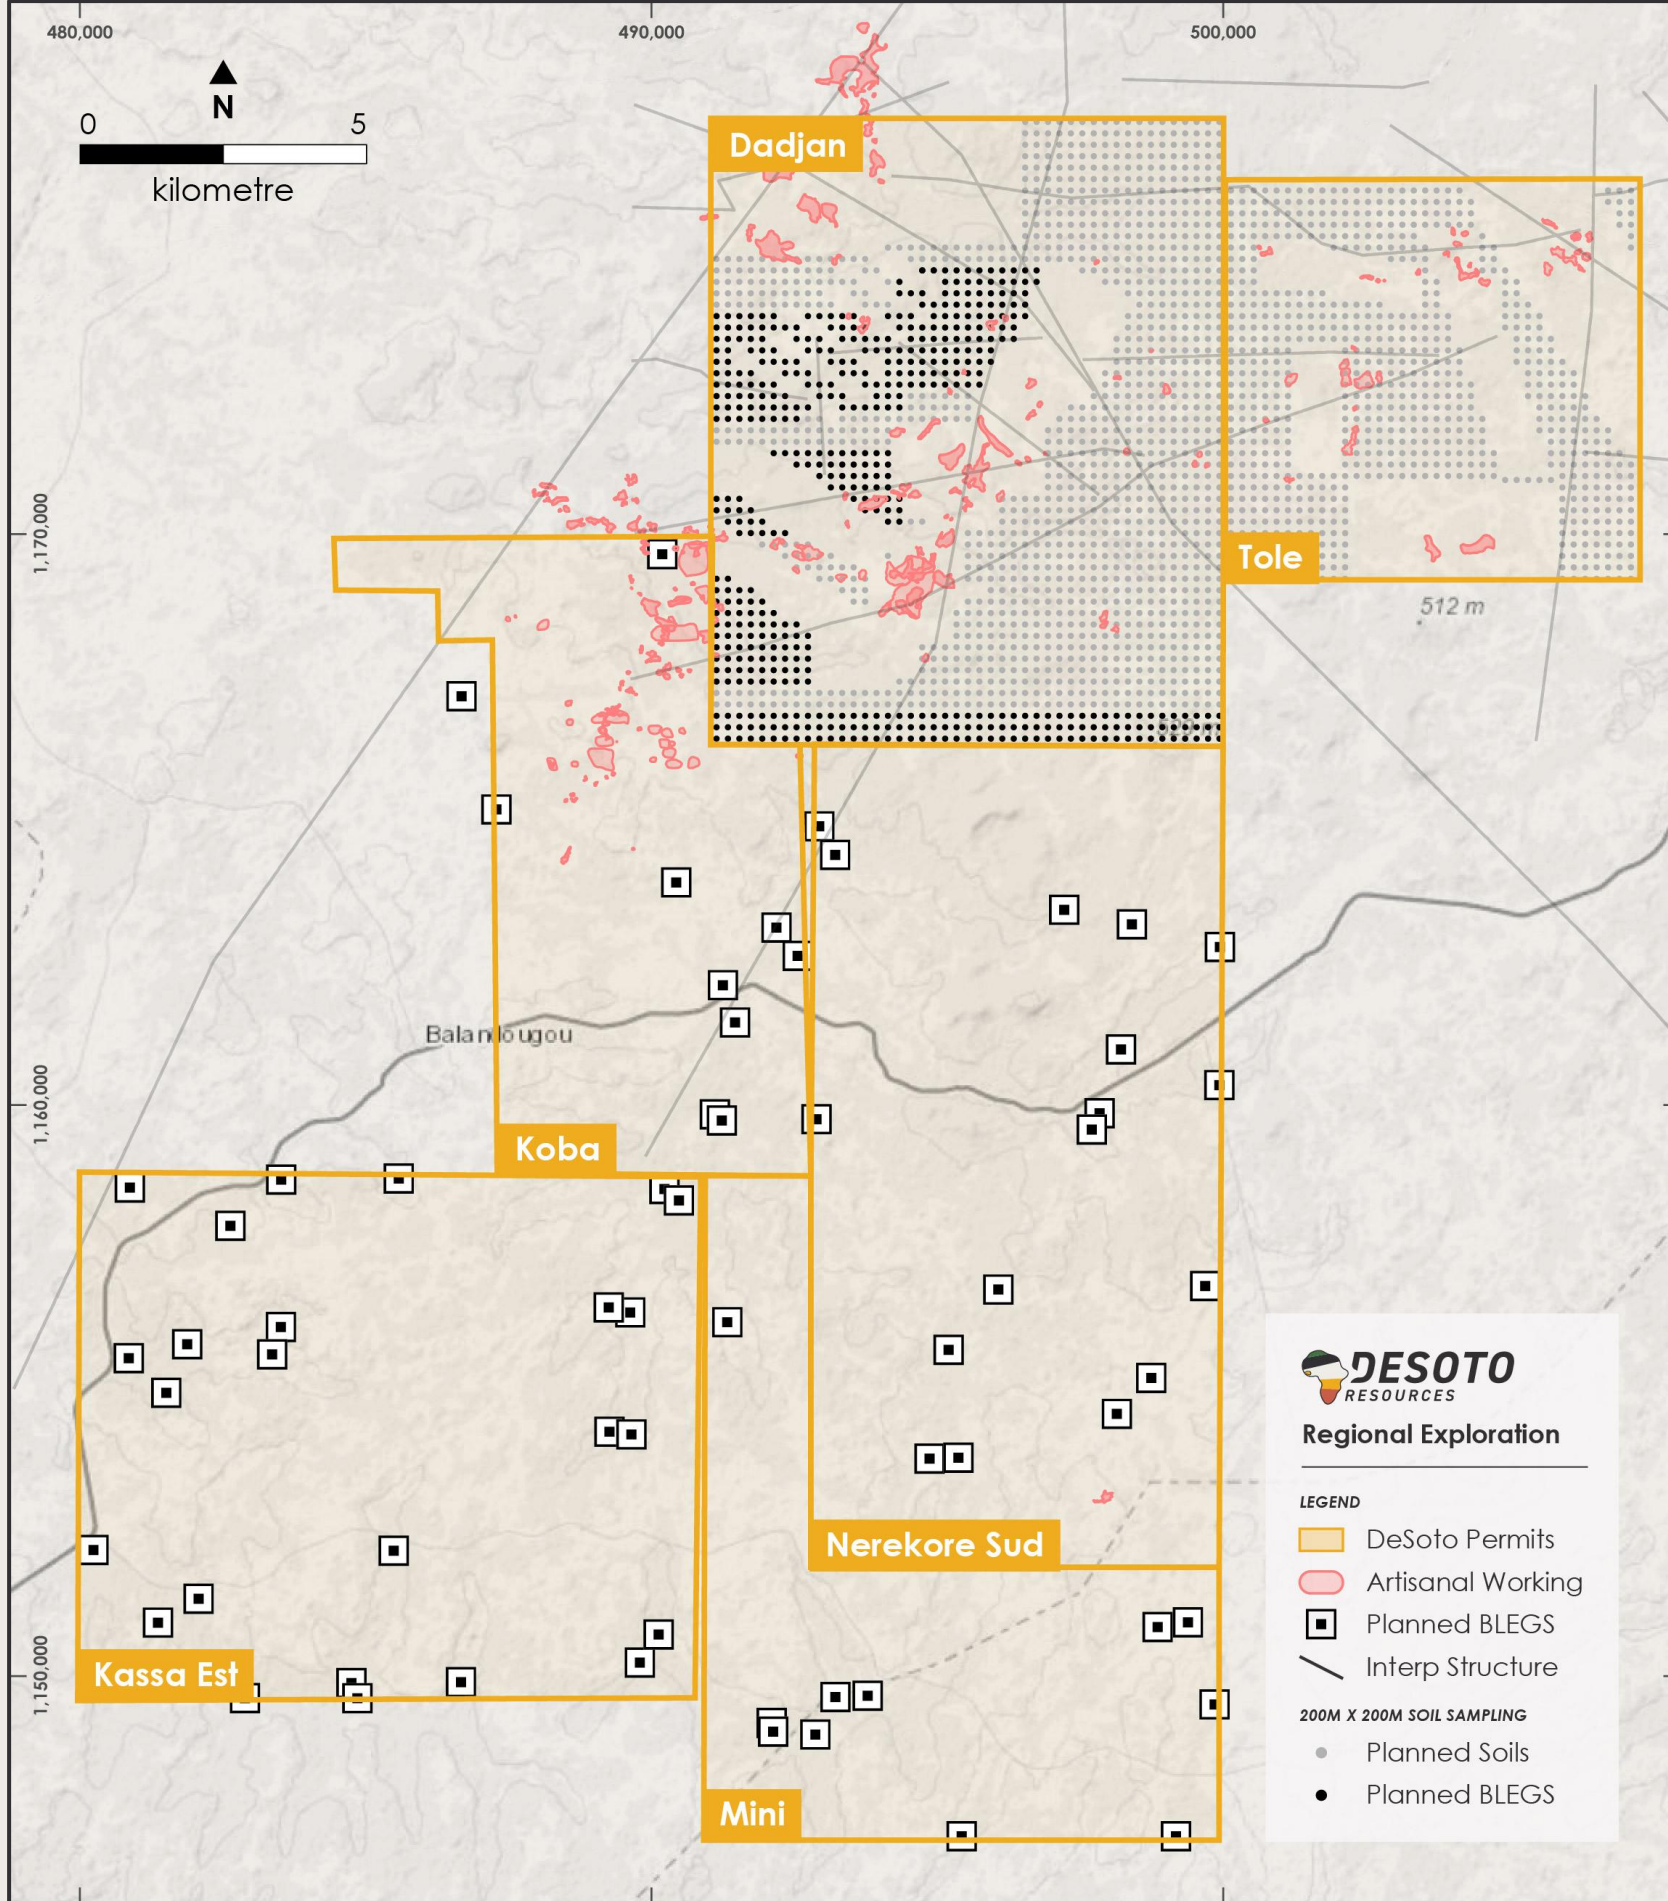 480,000
490,000
500,000
N
0
5
kilometre
Dadjan
1,170,000
Tole
512 m
529 m
Balandougou
1,160,000
Koba
DESOTO
RESOURCES
Regional Exploration
LEGEND
DeSoto Permits
Artisanal Working
Planned BLEGS
Interp Structure
200M X 200M SOIL SAMPLING
Planned Soils
Planned BLEGS
Nerekore Sud
1,150,000
Kassa Est
Mini